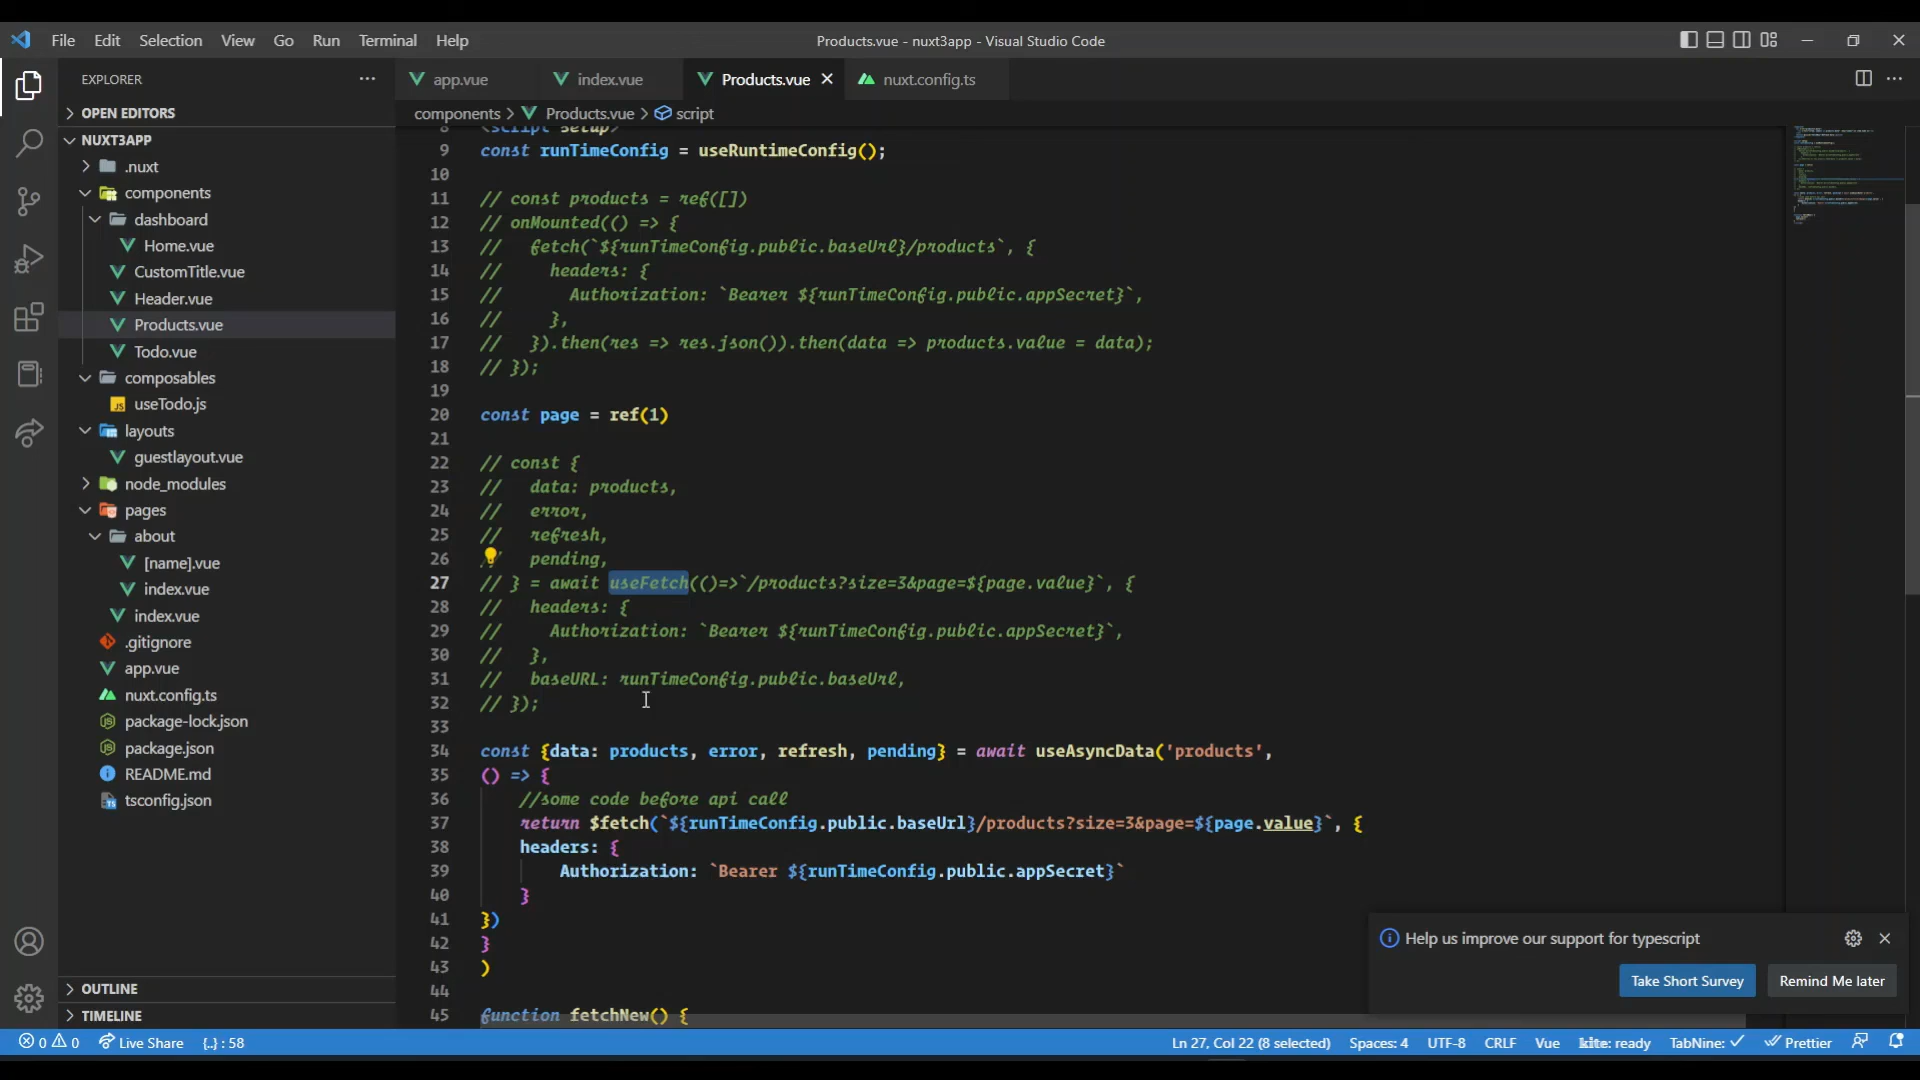 File Edit Selection View Go Run Terminal Help
Products.vue - nuxt3app - Visual Studio Code
EXPLORER
OPEN EDITORS
NUXT3APP
.nuxt
components
dashboard
Home.vue
CustomTitle.vue
Header.vue
Products.vue
Todo.vue
composables
useTodo.js
layouts
guestlayout.vue
node_modules
pages
about
[name].vue
index.vue
index.vue
.gitignore
app.vue
nuxt.config.ts
package-lock.json
package.json
README.md
tsconfig.json
OUTLINE
TIMELINE
app.vue index.vue Products.vue nuxt.config.ts
components > Products.vue > script
8 <script setup>
9 const runTimeConfig = useRuntimeConfig();
10
11 // const products = ref([])
12 // onMounted(() => {
13 //   fetch(`${runTimeConfig.public.baseUrl}/products`, {
14 //     headers: {
15 //       Authorization: `Bearer ${runTimeConfig.public.appSecret}`,
16 //     },
17 //   }).then(res => res.json()).then(data => products.value = data);
18 // });
19
20 const page = ref(1)
21
22 // const {
23 //   data: products,
24 //   error,
25 //   refresh,
26 //   pending,
27 // } = await useFetch(()=>`/products?size=3&page=${page.value}`, {
28 //   headers: {
29 //     Authorization: `Bearer ${runTimeConfig.public.appSecret}`,
30 //   },
31 //   baseURL: runTimeConfig.public.baseUrl,
32 // });
33
34 const {data: products, error, refresh, pending} = await useAsyncData('products',
35 () => {
36     //some code before api call
37     return $fetch(`${runTimeConfig.public.baseUrl}/products?size=3&page=${page.value}`, {
38     headers: {
39         Authorization: `Bearer ${runTimeConfig.public.appSecret}`
40     }
41 })
42 }
43 )
44
45 function fetchNew() {
Help us improve our support for typescript
Take Short Survey Remind Me later
0 0 Live Share {..} : 58
Ln 27, Col 22 (8 selected) Spaces: 4 UTF-8 CRLF Vue kite: ready TabNine: ✓ Prettier